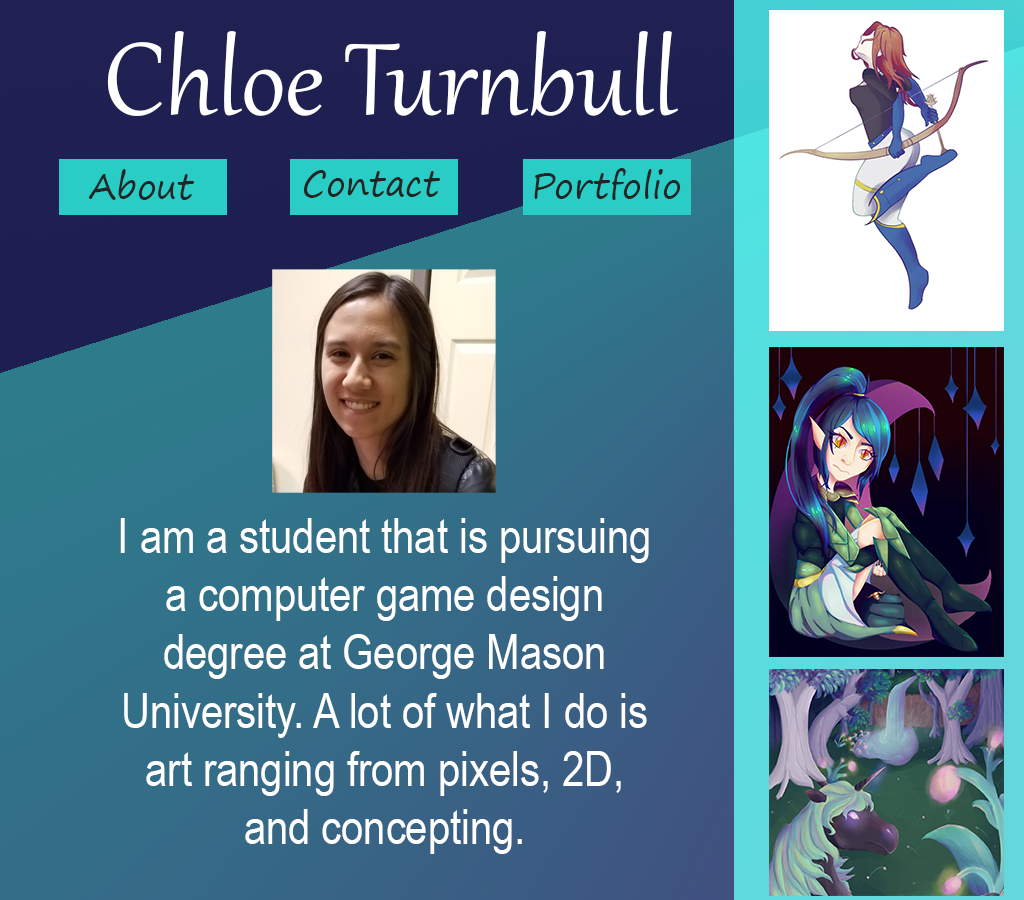 Chloe Turnbull
About Contact Portfolio
I am a student that is pursuing
a computer game design
degree at George Mason
University. A lot of what I do is
art ranging from pixels, 2D,
and concepting.